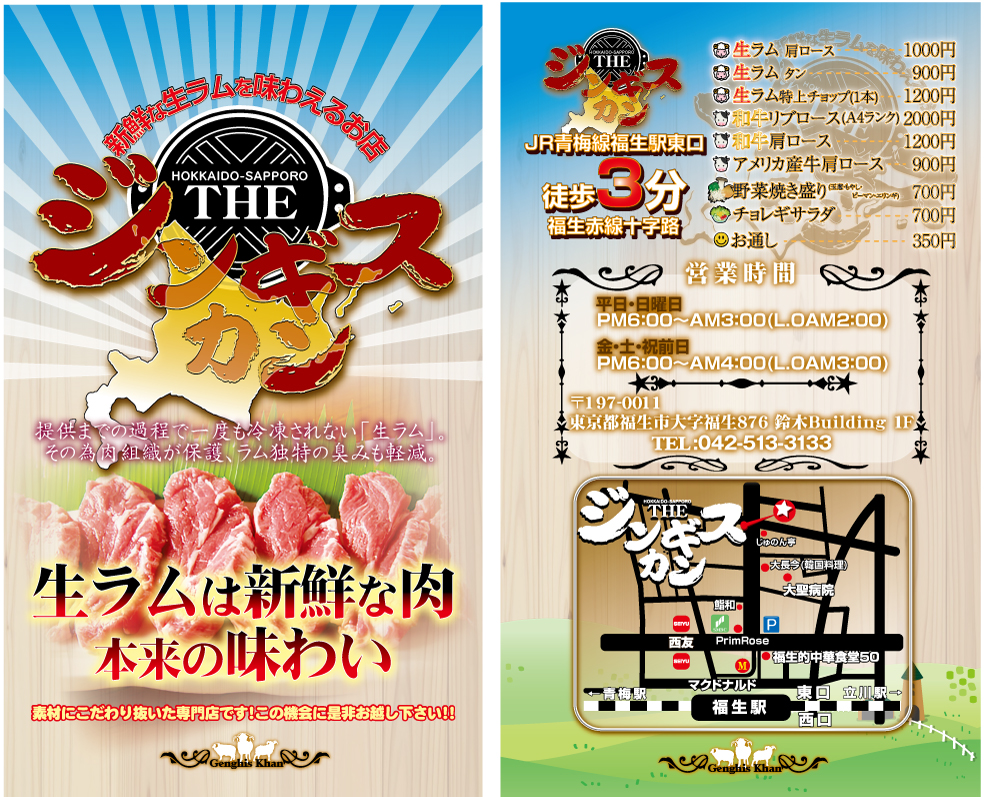 新鮮な生ラムを味わえるお店
HOKKAIDO-SAPPORO
THE
ジンギスカン
提供までの過程で一度も冷凍されない「生ラム」。
その為肉組織が保護、ラム独特の臭みも軽減。
生ラムは新鮮な肉
本来の味わい
素材にこだわり抜いた専門店です!この機会に是非お越し下さい!!
Genghis Khan
HOKKAIDO-SAPPORO
THE
ジンギスカン
JR青梅線福生駅東口
徒歩3分
福生赤線十字路
生ラム 肩ロース 1000円
生ラム タン 900円
生ラム特上チョップ(1本) 1200円
和牛リブロース(A4ランク) 2000円
和牛肩ロース 1200円
アメリカ産牛肩ロース 900円
野菜焼き盛り(玉葱・もやし ピーマン・エリンギ) 700円
チョレギサラダ 700円
お通し 350円
営業時間
平日・日曜日
PM6:00〜AM3:00(L.OAM2:00)
金・土・祝前日
PM6:00〜AM4:00(L.OAM3:00)
〒197-0011
東京都福生市大字福生876 鈴木Building 1F
TEL:042-513-3133
HOKKAIDO-SAPPORO
THE
ジンギスカン
じゅのん亭
大長今(韓国料理)
大聖病院
鮨和
SEIYU
P
西友
PrimRose
SEIYU
M
福生的中華食堂50
マクドナルド
←青梅駅
東口
立川駅→
福生駅
西口
Genghis Khan